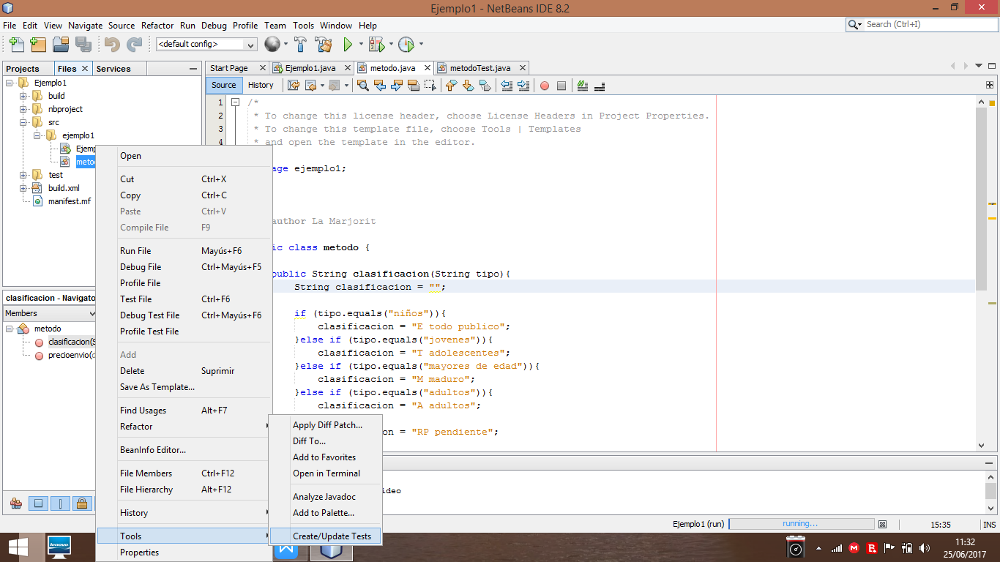 Ejemplo1 - NetBeans IDE 8.2
File Edit View Navigate Source Refactor Run Debug Profile Team Tools Window Help
Search (Ctrl+I)
<default config>
Projects Files Services
Start Page Ejemplo1.java metodo.java metodoTest.java
Source History
Ejemplo1
build
nbproject
src
ejemplo1
Ejemp
metod
test
build.xml
manifest.mf
clasificacion - Navigato
Members
metodo
clasificacion(S
precioenvio(
Open
Cut Ctrl+X
Copy Ctrl+C
Paste Ctrl+V
Compile File F9
Run File Mayús+F6
Debug File Ctrl+Mayús+F5
Profile File
Test File Ctrl+F6
Debug Test File Ctrl+Mayús+F6
Profile Test File
Add
Delete Suprimir
Save As Template...
Find Usages Alt+F7
Refactor
BeanInfo Editor...
File Members Ctrl+F12
File Hierarchy Alt+F12
History
Tools
Properties
Apply Diff Patch...
Diff To...
Add to Favorites
Open in Terminal
Analyze Javadoc
Add to Palette...
Create/Update Tests
1 /*
2 * To change this license header, choose License Headers in Project Properties.
3 * To change this template file, choose Tools | Templates
4 * and open the template in the editor.
age ejemplo1;
author La Marjorit
ic class metodo {
public String clasificacion(String tipo){
String clasificacion = "";
if (tipo.equals("niños")){
clasificacion = "E todo publico";
}else if (tipo.equals("jovenes")){
clasificacion = "T adolescentes";
}else if (tipo.equals("mayores de edad")){
clasificacion = "M maduro";
}else if (tipo.equals("adultos")){
clasificacion = "A adultos";
on = "RP pendiente";
ideo
Ejemplo1 (run) running... 15:35 INS
lenovo
11:32
25/06/2017